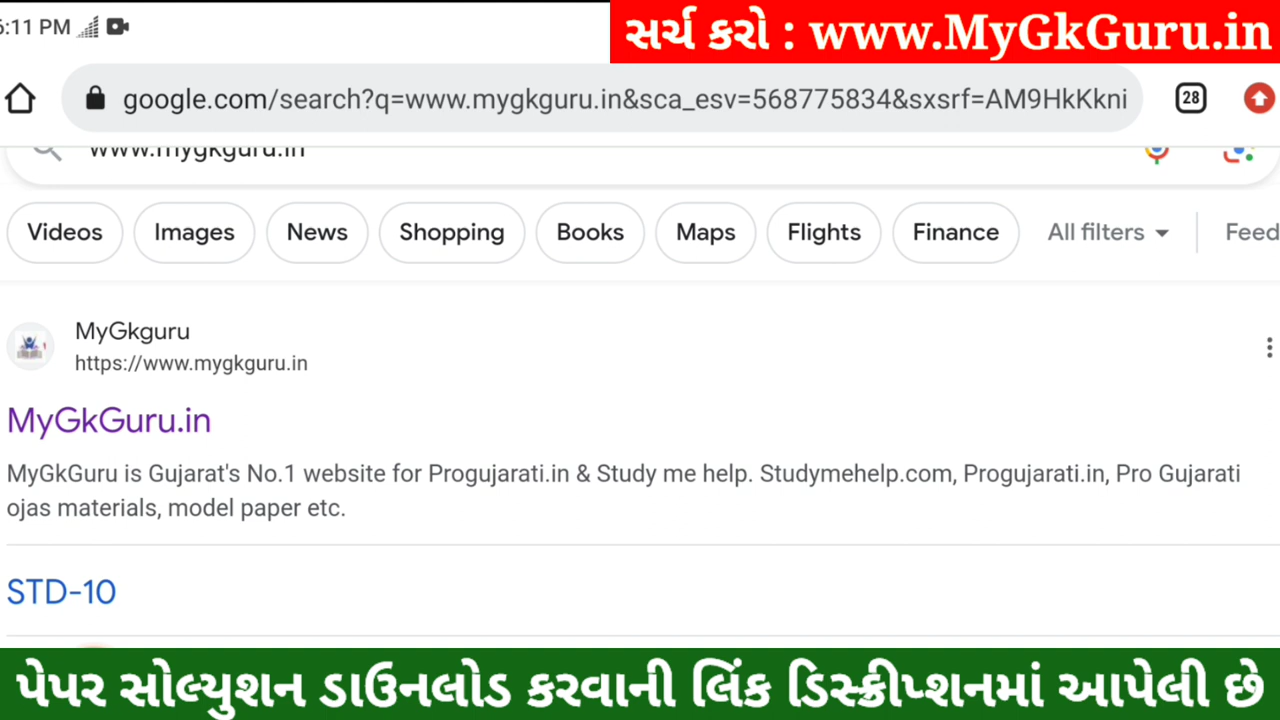 6:11 PM
સર્ચ કરો : www.MyGkGuru.in
google.com/search?q=www.mygkguru.in&sca_esv=568775834&sxsrf=AM9HkKkni
28
www.mygkguru.in
Videos
Images
News
Shopping
Books
Maps
Flights
Finance
All filters
Feed
MyGkguru
https://www.mygkguru.in
MyGkGuru.in
MyGkGuru is Gujarat's No.1 website for Progujarati.in & Study me help. Studymehelp.com, Progujarati.in, Pro Gujarati
ojas materials, model paper etc.
STD-10
પેપર સોલ્યુશન ડાઉનલોડ કરવાની લિંક ડિસ્ક્રીપ્શનમાં આપેલી છે